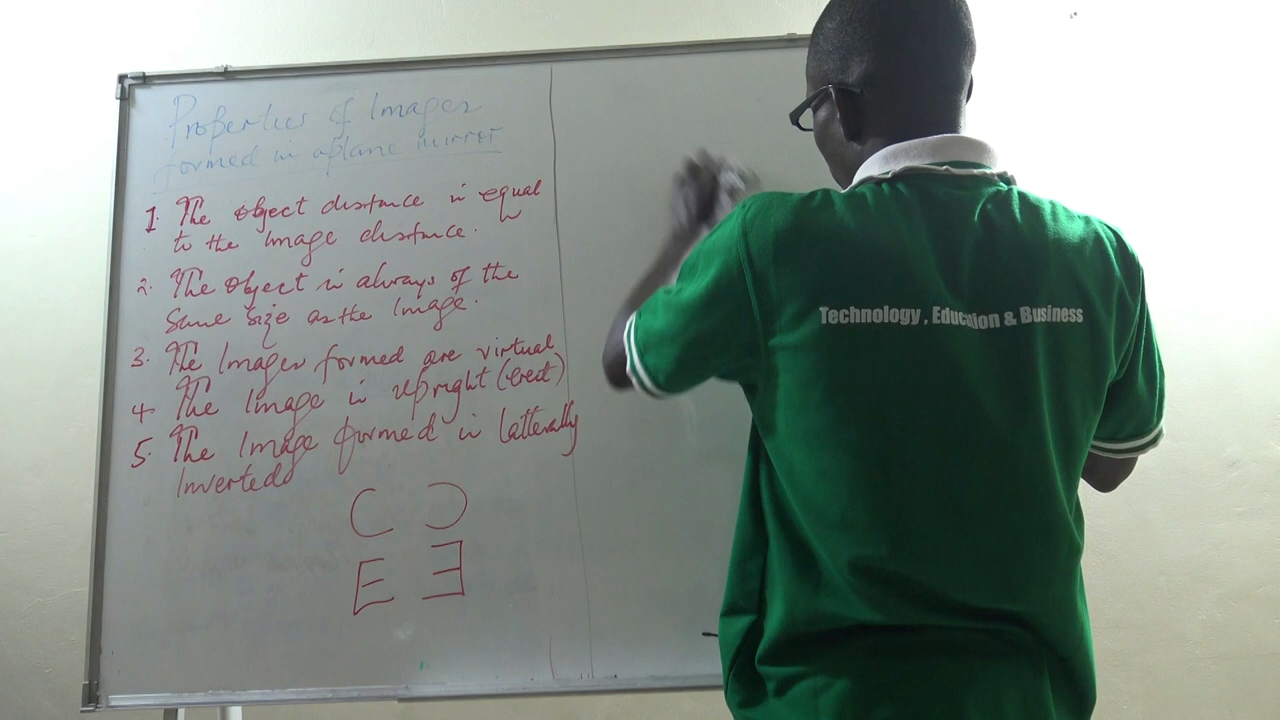 Properties of Images
formed in a plane mirror
1. The object distance is equal
to the Image distance.
2. The object is always of the
same size as the Image.
3. The Images formed are virtual
4. The Image is upright (erect)
5. The Image formed is latterally
Inverted
C Ɔ
E Ǝ
Technology , Education & Business